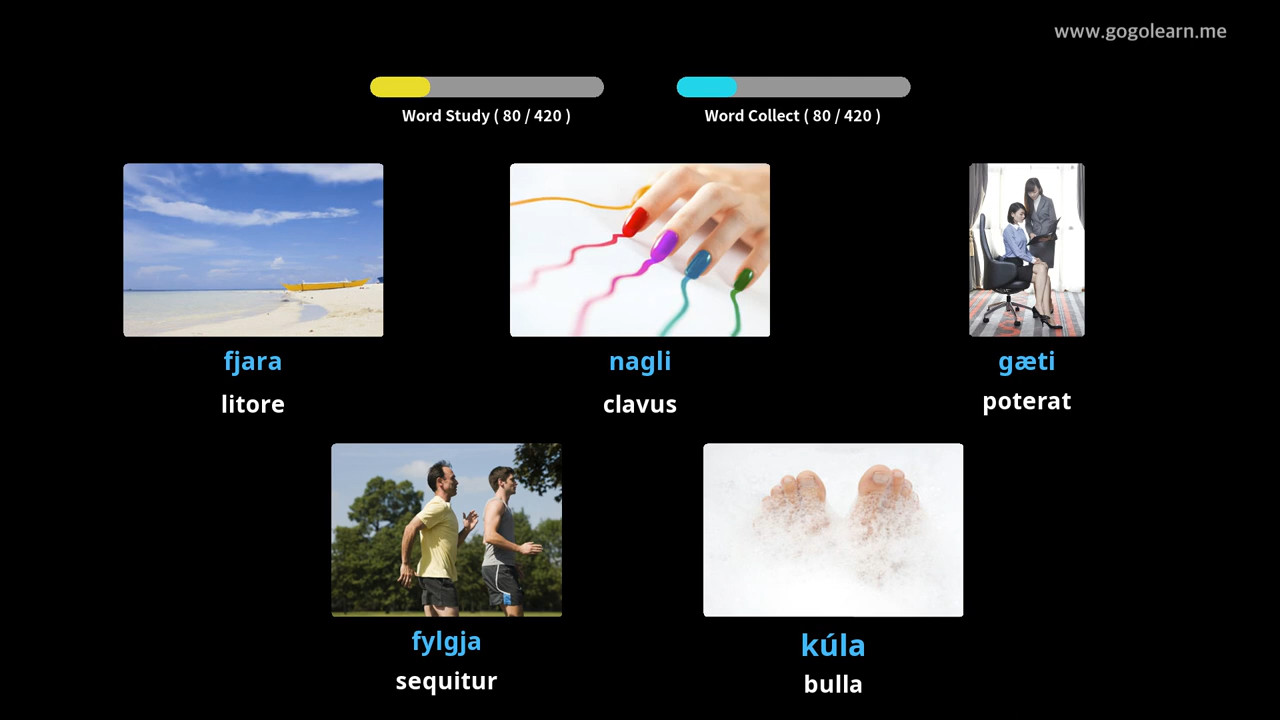 www.gogolearn.me
Word Study ( 80 / 420 )
Word Collect ( 80 / 420 )
fjara
litore
nagli
clavus
gæti
poterat
fylgja
sequitur
kúla
bulla